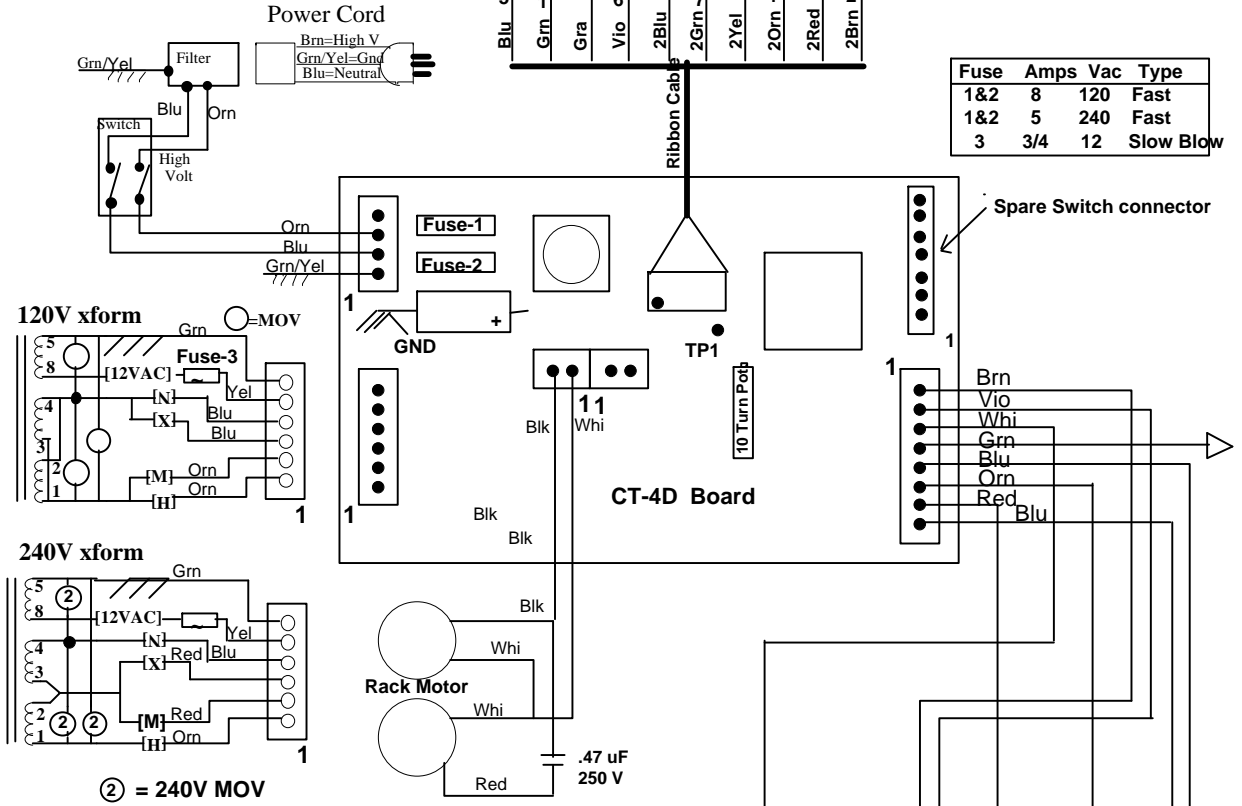 Power Cord
Brn=High V
Grn/Yel=Gnd
Blu=Neutral
Grn/Yel
Filter
Blu
Orn
Switch
High
Volt
Blu
Grn
Gra
Vio
2Blu
2Grn
2Yel
2Orn
2Red
2Brn
Ribbon Cable
Fuse Amps Vac Type
1&2 8 120 Fast
1&2 5 240 Fast
3 3/4 12 Slow Blow
Spare Switch connector
Orn
Blu
Grn/Yel
1
Fuse-1
Fuse-2
+
GND
TP1
10 Turn Pot
1
1
1 1
Blk
Whi
Blk
Blk
1
CT-4D Board
Brn
Vio
Whi
Grn
Blu
Orn
Red
Blu
120V xform
=MOV
Grn
5
8
[12VAC]
Fuse-3
~
Yel
4
[N]
Blu
[X]
Blu
3
2
[M]
Orn
1
[H]
Orn
1
240V xform
Grn
5
2
8
[12VAC]
~
Yel
4
[N]
Blu
[X]
Red
3
2
2
2
[M]
Red
1
[H]
Orn
1
2 = 240V MOV
Blk
Whi
Rack Motor
Whi
Red
.47 uF
250 V